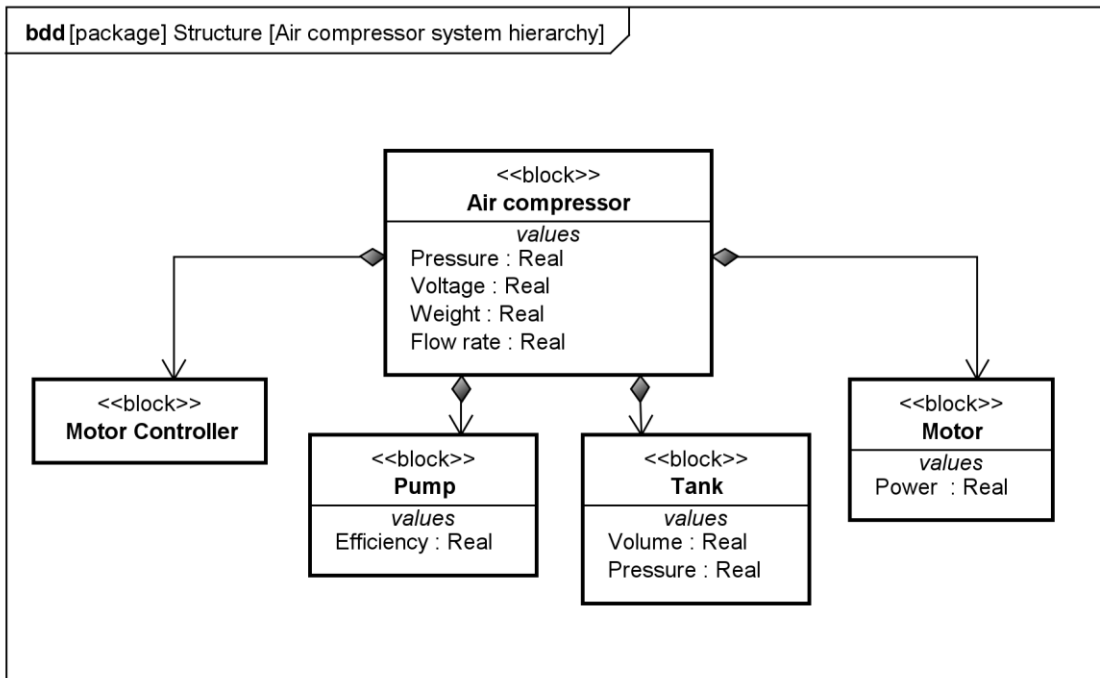 bdd [package] Structure [Air compressor system hierarchy]
<<block>>
Air compressor
values
Pressure : Real
Voltage : Real
Weight : Real
Flow rate : Real
<<block>>
Motor Controller
<<block>>
Pump
values
Efficiency : Real
<<block>>
Tank
values
Volume : Real
Pressure : Real
<<block>>
Motor
values
Power : Real